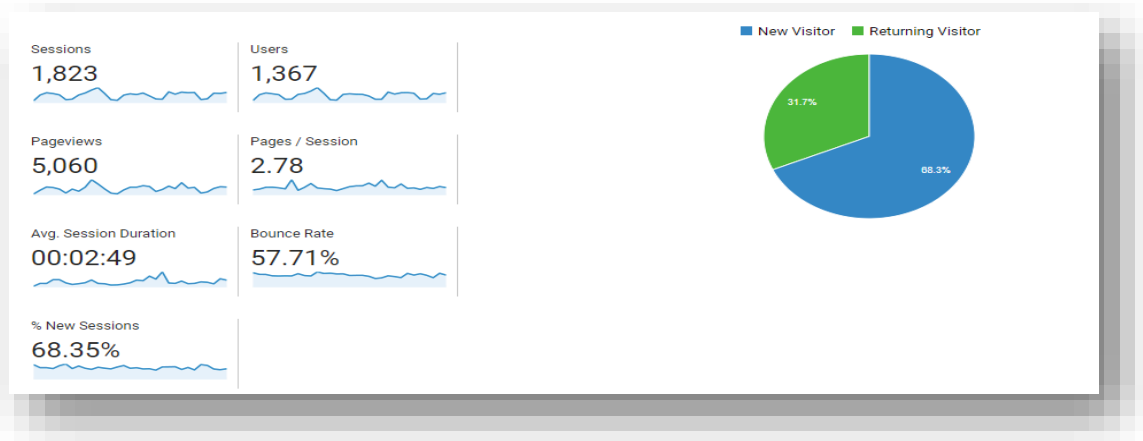 New Visitor Returning Visitor
Sessions
1,823
Users
1,367
Pageviews
5,060
Pages / Session
2.78
Avg. Session Duration
00:02:49
Bounce Rate
57.71%
% New Sessions
68.35%
31.7%
68.3%